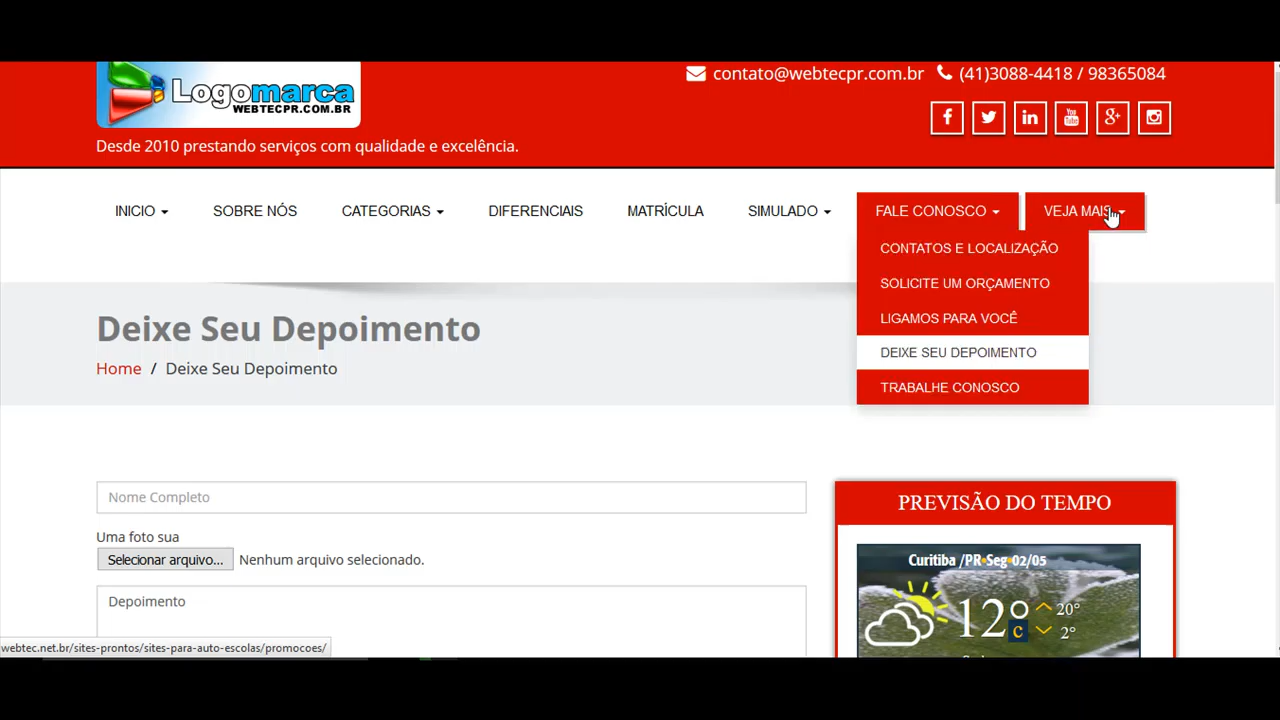 Logomarca
WEBTECPR.COM.BR
contato@webtecpr.com.br (41)3088-4418 / 98365084
Desde 2010 prestando serviços com qualidade e excelência.
INICIO SOBRE NÓS CATEGORIAS DIFERENCIAIS MATRÌCULA SIMULADO FALE CONOSCO VEJA MAIS
CONTATOS E LOCALIZAÇÃO
SOLICITE UM ORÇAMENTO
LIGAMOS PARA VOCÊ
DEIXE SEU DEPOIMENTO
TRABALHE CONOSCO
Deixe Seu Depoimento
Home / Deixe Seu Depoimento
Nome Completo
Uma foto sua
Selecionar arquivo... Nenhum arquivo selecionado.
Depoimento
PREVISÃO DO TEMPO
Curitiba /PR•Seg•02/05
12º c 20º
2º
webtec.net.br/sites-prontos/sites-para-auto-escolas/promocoes/